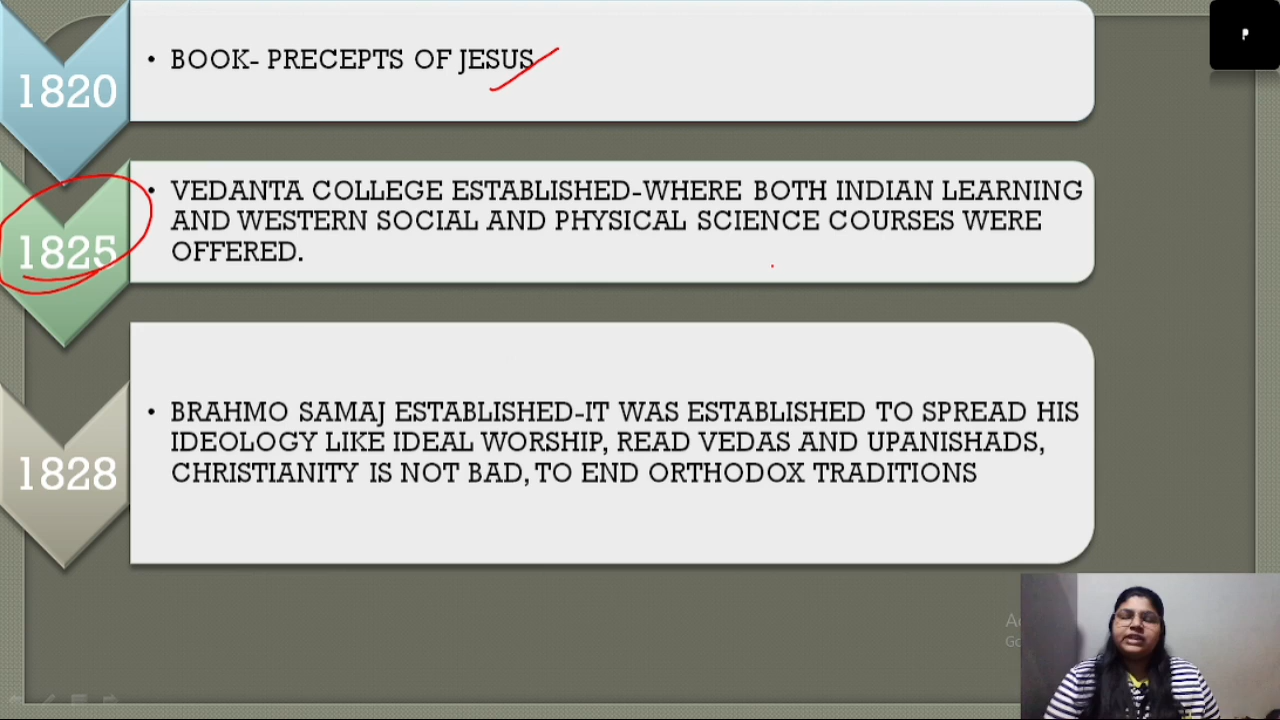 1820
• BOOK- PRECEPTS OF JESUS
1825
• VEDANTA COLLEGE ESTABLISHED-WHERE BOTH INDIAN LEARNING
AND WESTERN SOCIAL AND PHYSICAL SCIENCE COURSES WERE
OFFERED.
1828
• BRAHMO SAMAJ ESTABLISHED-IT WAS ESTABLISHED TO SPREAD HIS
IDEOLOGY LIKE IDEAL WORSHIP, READ VEDAS AND UPANISHADS,
CHRISTIANITY IS NOT BAD, TO END ORTHODOX TRADITIONS